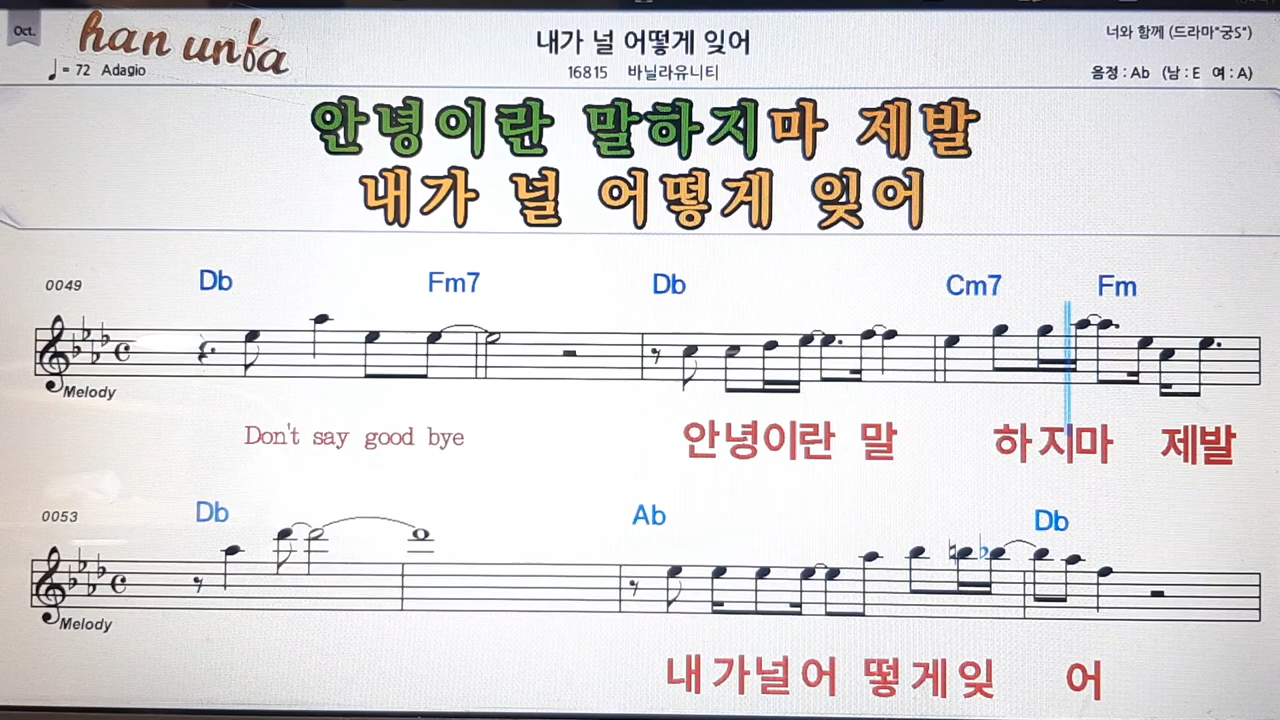 Oct.
han unfa
♩ = 72 Adagio
내가 널 어떻게 잊어
16815 바닐라유니티
너와 함께 (드라마"궁S")
음정 : Ab (남 : E 여 : A)
안녕이란 말하지마 제발
내가 널 어떻게 잊어
0049
Db Fm7 Db Cm7 Fm
Melody
Don't say good bye 안녕이란 말 하지마 제발
0053
Db Ab Db
Melody
내가널어 떻게잊 어